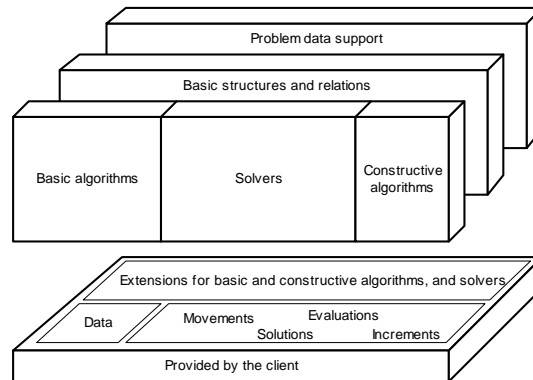 Problem data support
Basic structures and relations
Basic algorithms
Solvers
Constructive
algorithms
Extensions for basic and constructive algorithms, and solvers
Data
Movements
Evaluations
Solutions
Increments
Provided by the client